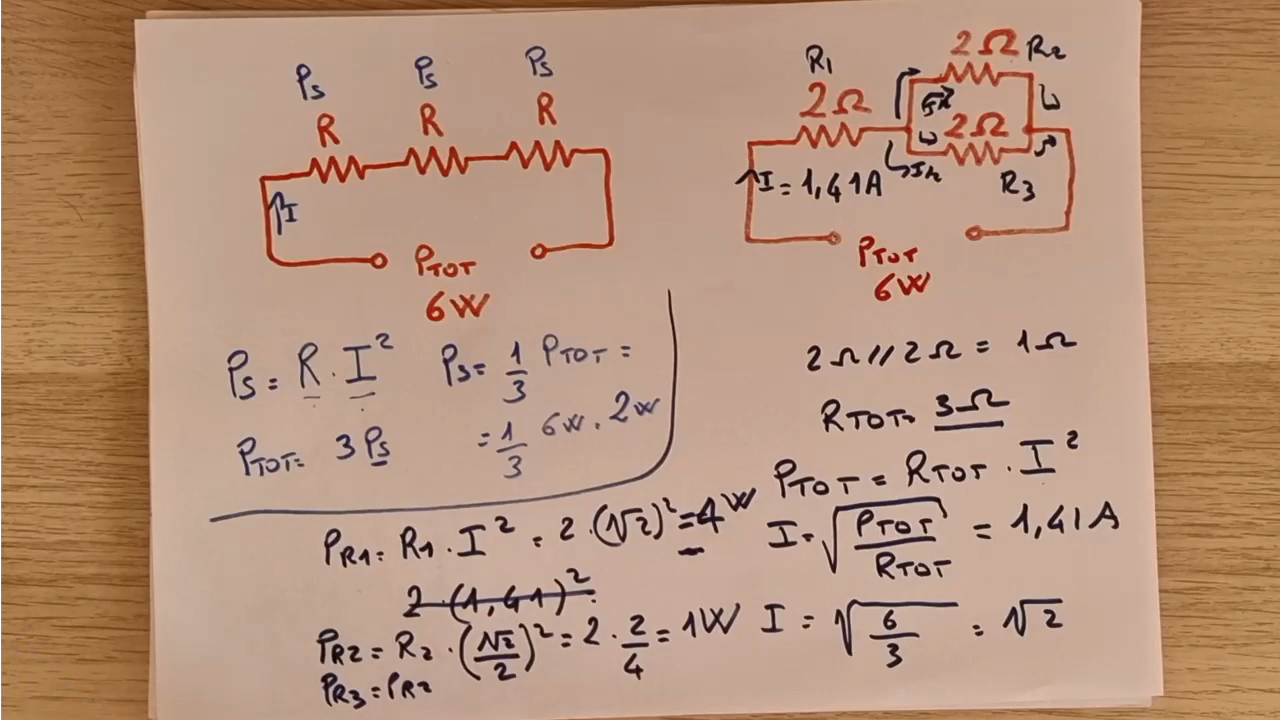 Ps Ps Ps
R R R
I
PTOT
6W
Ps = R · I²
PTOT = 3 Ps
Ps = 1/3 PTOT =
= 1/3 6W · 2W
R1
2Ω
2Ω R2
2Ω
R3
I = 1,41A
PTOT
6W
2Ω // 2Ω = 1Ω
RTOT = 3Ω
PTOT = RTOT · I²
I = √PTOT/RTOT = 1,41A
I = √6/3 = √2
PR1 = R1 · I² = 2 · (√2)² = 4W
2 · (1,41)²
PR2 = R2 · (√2/2)² = 2 · 2/4 = 1W
PR3 = PR2